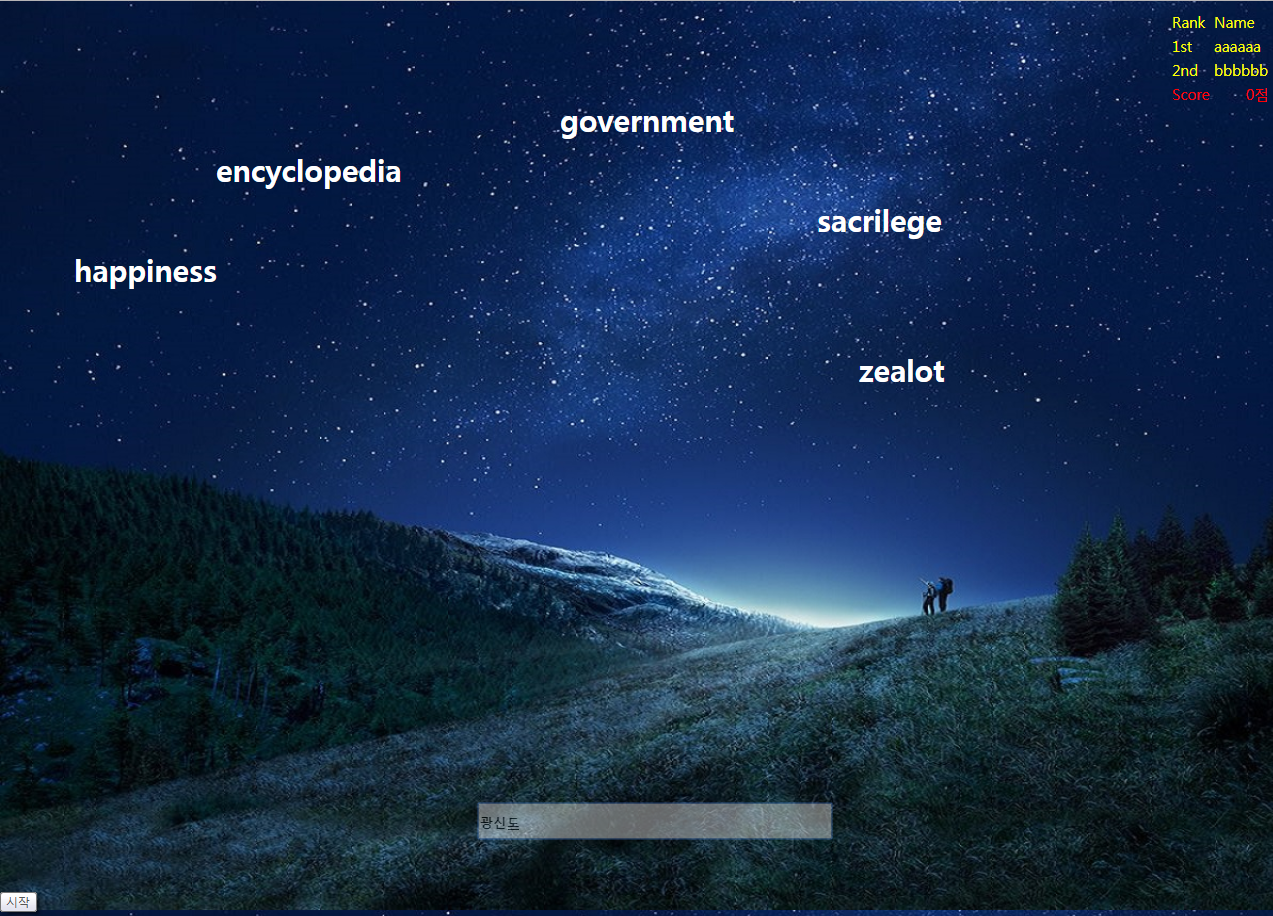 Rank Name
1st aaaaaa
2nd bbbbbb
Score 0점
government
encyclopedia
sacrilege
happiness
zealot
광신도
시작